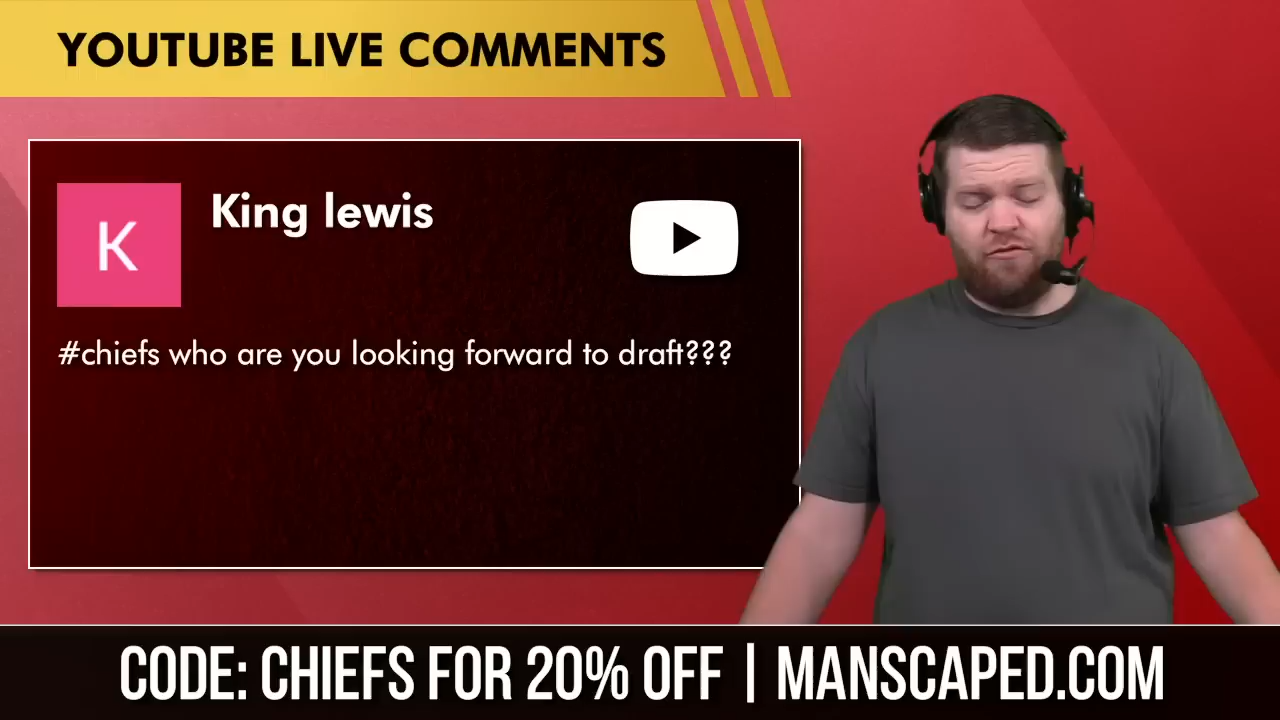 YOUTUBE LIVE COMMENTS
K
King lewis
#chiefs who are you looking forward to draft???
CODE: CHIEFS FOR 20% OFF | MANSCAPED.COM